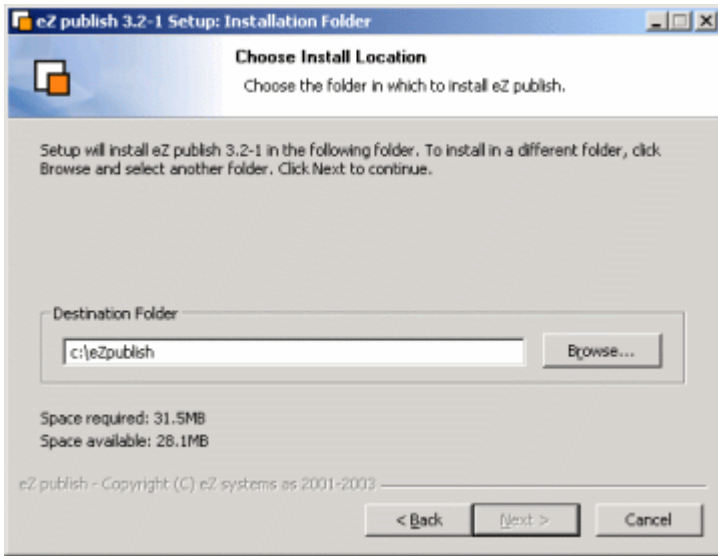 eZ publish 3.2-1 Setup: Installation Folder
Choose Install Location
Choose the folder in which to install eZ publish.
Setup will install eZ publish 3.2-1 in the following folder. To install in a different folder, click
Browse and select another folder. Click Next to continue.
Destination Folder
c:\eZpublish
Browse...
Space required: 31.5MB
Space available: 28.1MB
eZ publish - Copyright (C) eZ systems as 2001-2003
< Back
Next >
Cancel